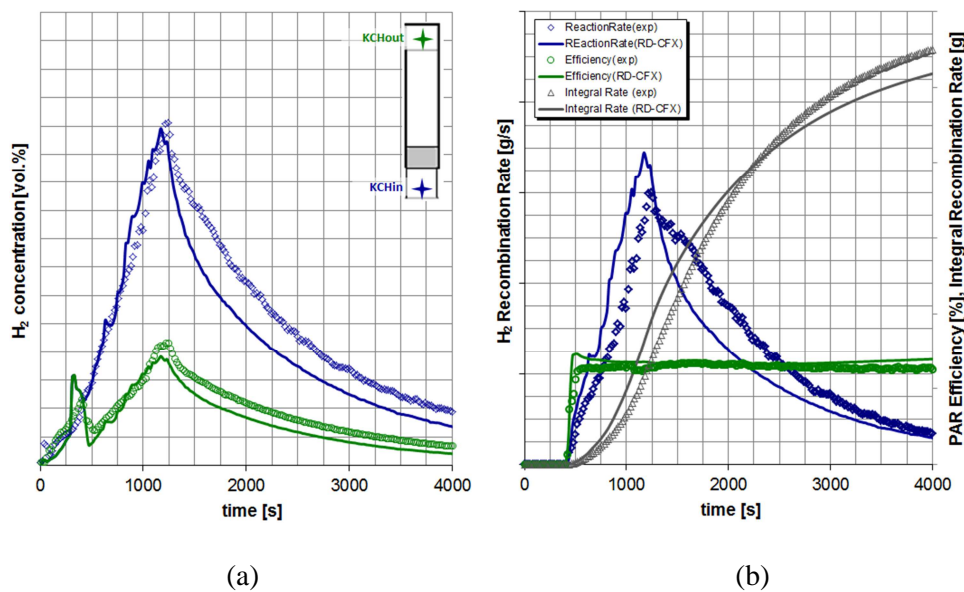 KCHout
KCHin
H2 concentration[vol.%]
0
1000
2000
3000
4000
time [s]
(a)
ReactionRate(exp)
REactionRate(RD-CFX)
Efficiency(exp)
Efficiency(RD-CFX)
Integral Rate (exp)
Integral Rate (RD-CFX)
H2 Recombination Rate [g/s]
PAR Efficiency [%], Integral Recombination Rate [g]
0
1000
2000
3000
4000
time [s]
(b)